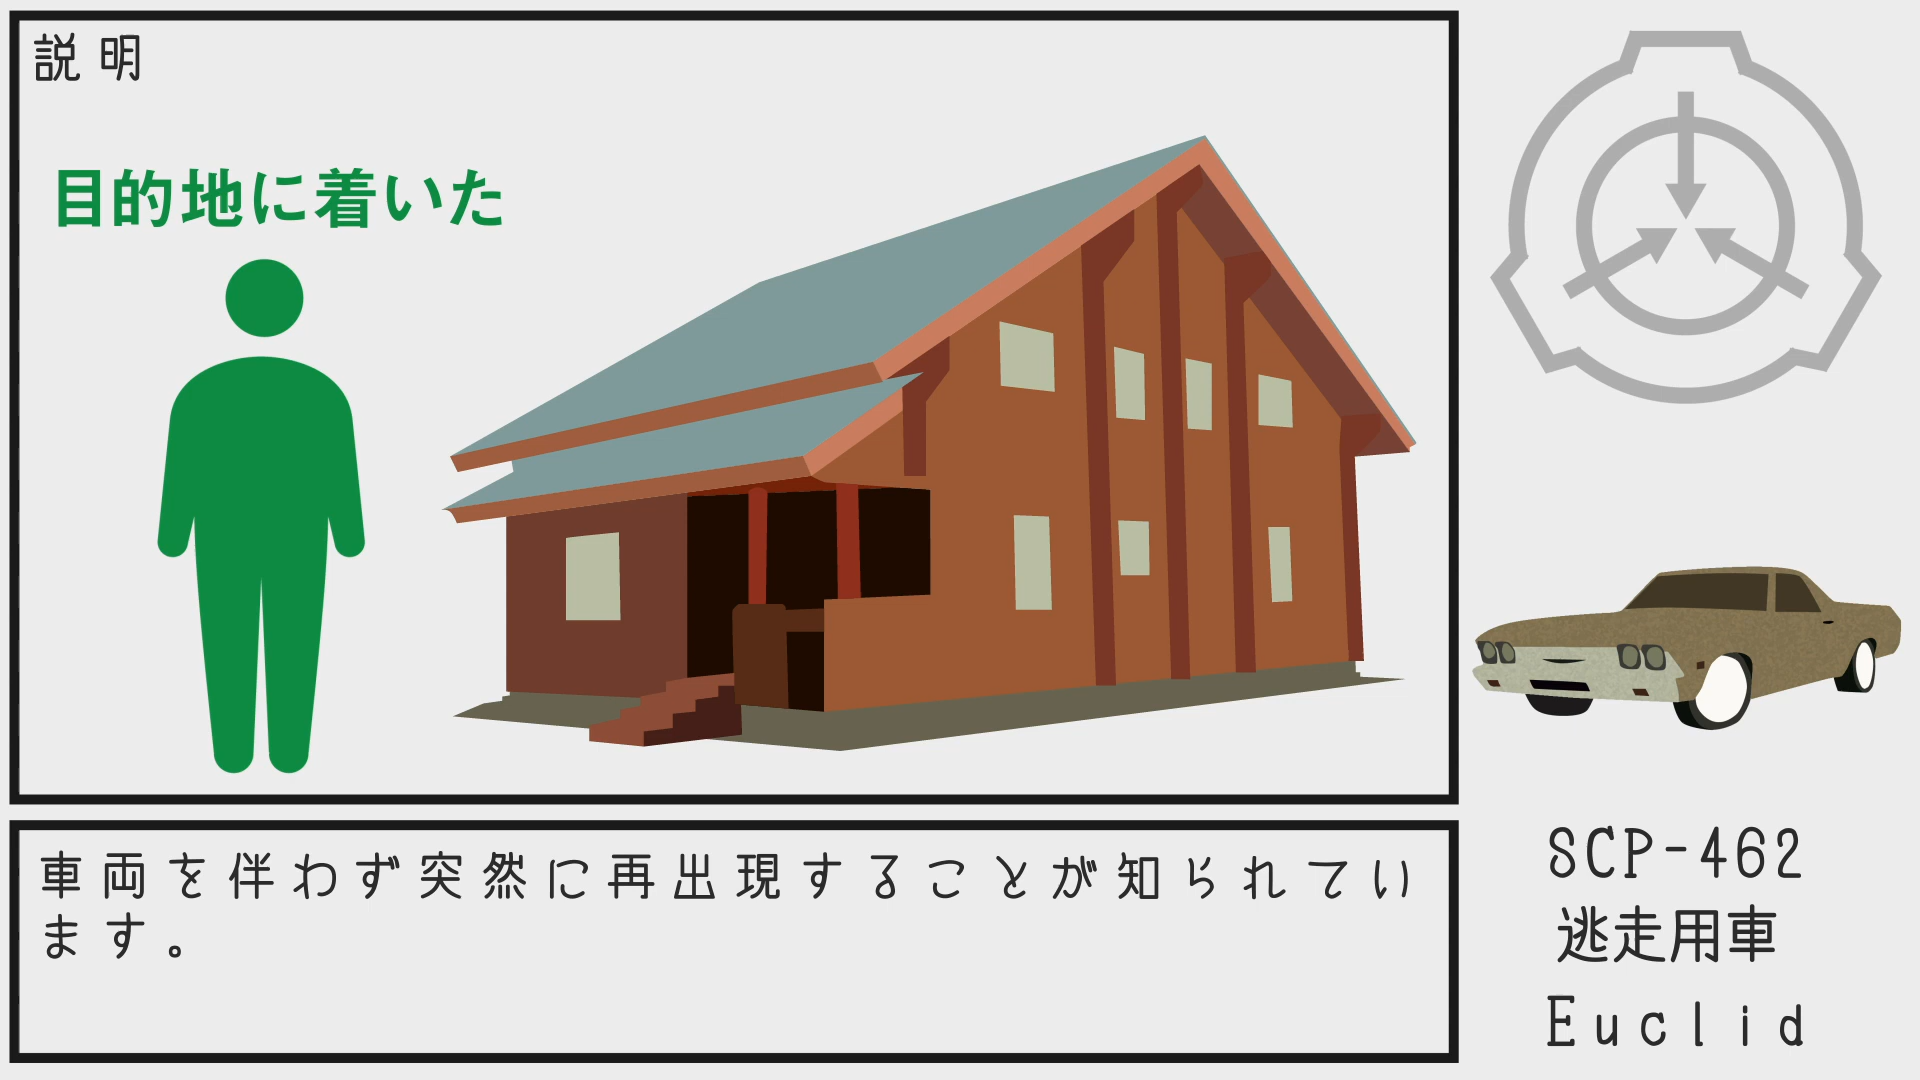 説明
目的地に着いた
車両を伴わず突然に再出現することが知られてい
ます。
SCP-462
逃走用車
Euclid